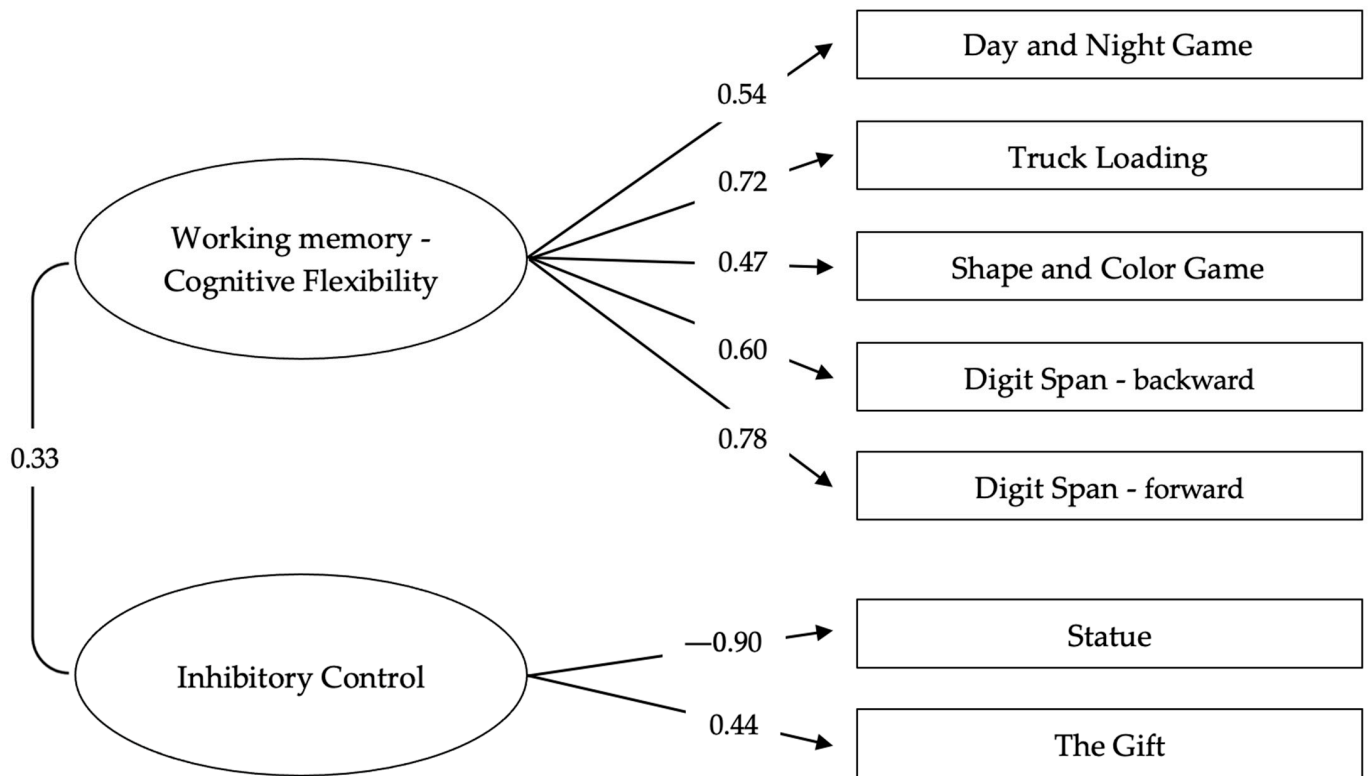 Day and Night Game
0.54
Truck Loading
0.72
Working memory -
Cognitive Flexibility
0.47
Shape and Color Game
0.60
Digit Span - backward
0.78
Digit Span - forward
0.33
Inhibitory Control
—0.90
Statue
0.44
The Gift